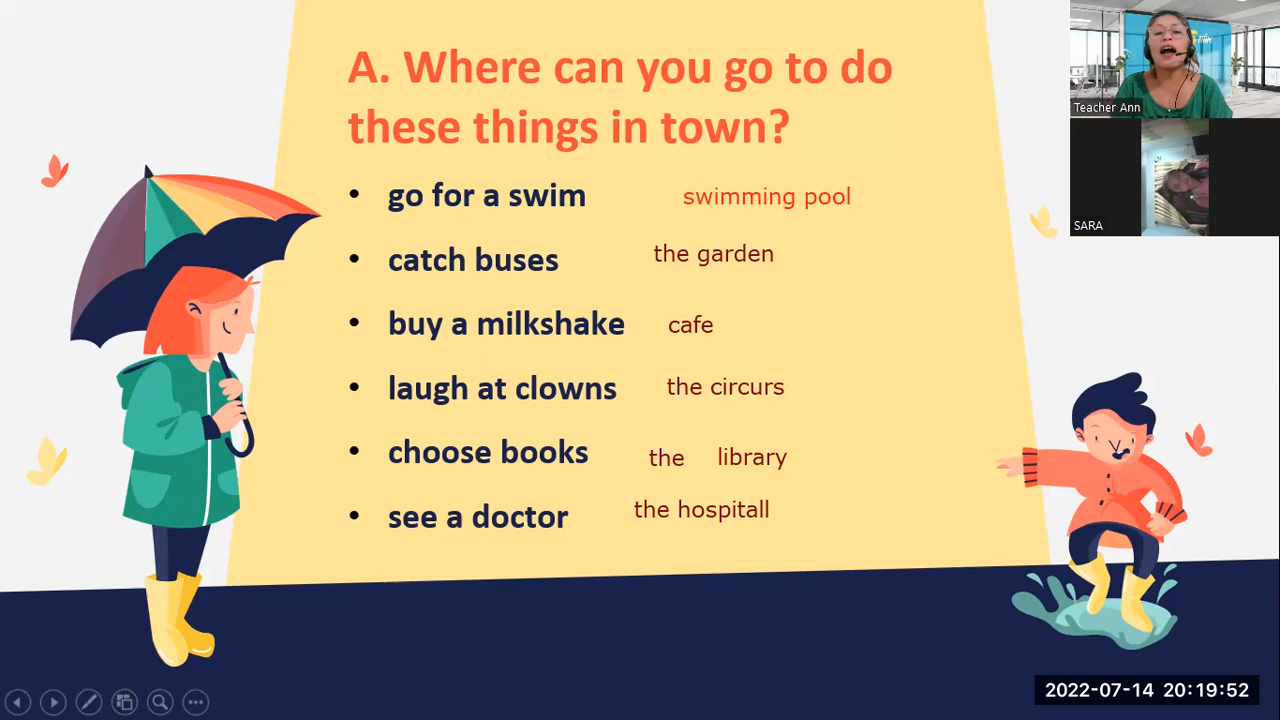 A. Where can you go to do
these things in town?
• go for a swim swimming pool
• catch buses the garden
• buy a milkshake cafe
• laugh at clowns the circurs
• choose books the library
• see a doctor the hospitall
Teacher Ann
SARA
2022-07-14 20:19:52